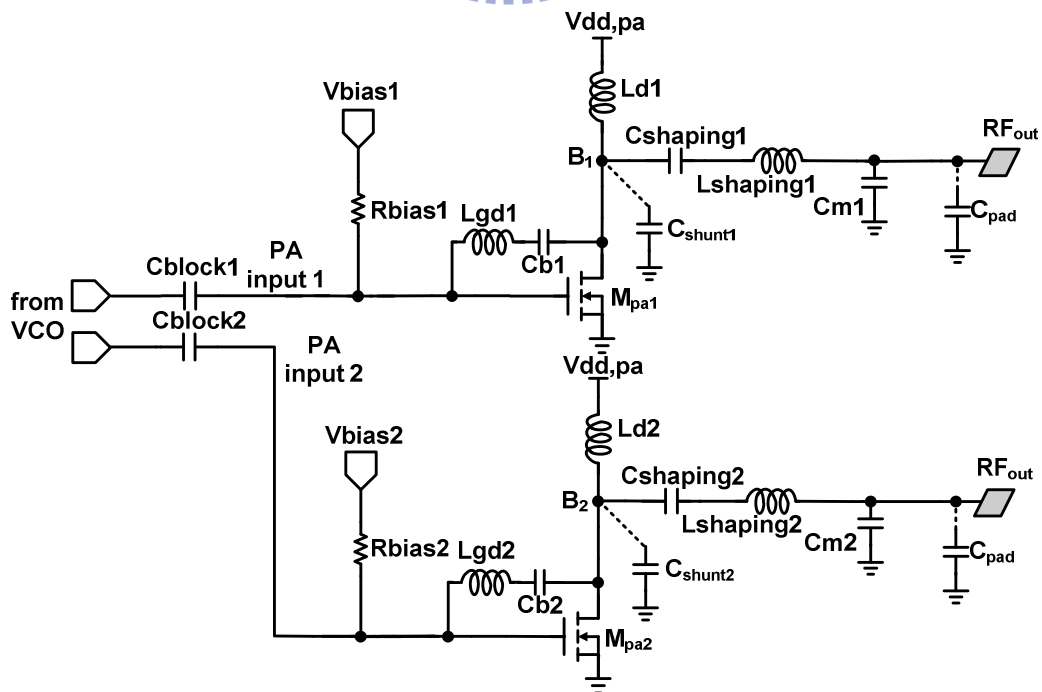 Vdd,pa
Ld1
Vbias1
Cshaping1
RFout
B1
Lshaping1
Rbias1
Lgd1
Cm1
Cpad
Cshunt1
Cb1
PA
input 1
Cblock1
Mpa1
from
VCO
Cblock2
PA
input 2
Vdd,pa
Ld2
Vbias2
Cshaping2
RFout
B2
Lshaping2
Rbias2
Lgd2
Cm2
Cpad
Cshunt2
Cb2
Mpa2